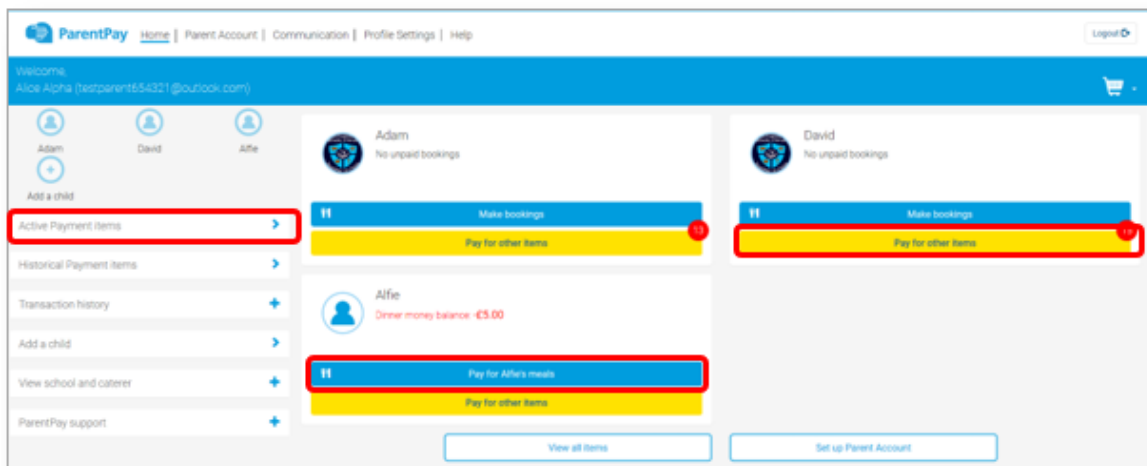 ParentPay Home | Parent Account | Communication | Profile Settings | Help
Logout
Welcome,
Alice Alpha (testparent654321@outlook.com)
Adam David Alfie
Add a child
Active Payment items
Historical Payment items
Transaction history
Add a child
View school and caterer
ParentPay support
Adam
No unpaid bookings
Make bookings
13
Pay for other items
David
No unpaid bookings
Make bookings
Pay for other items
Alfie
Dinner money balance -£5.00
Pay for Alfie's meals
Pay for other items
View all items
Set up Parent Account